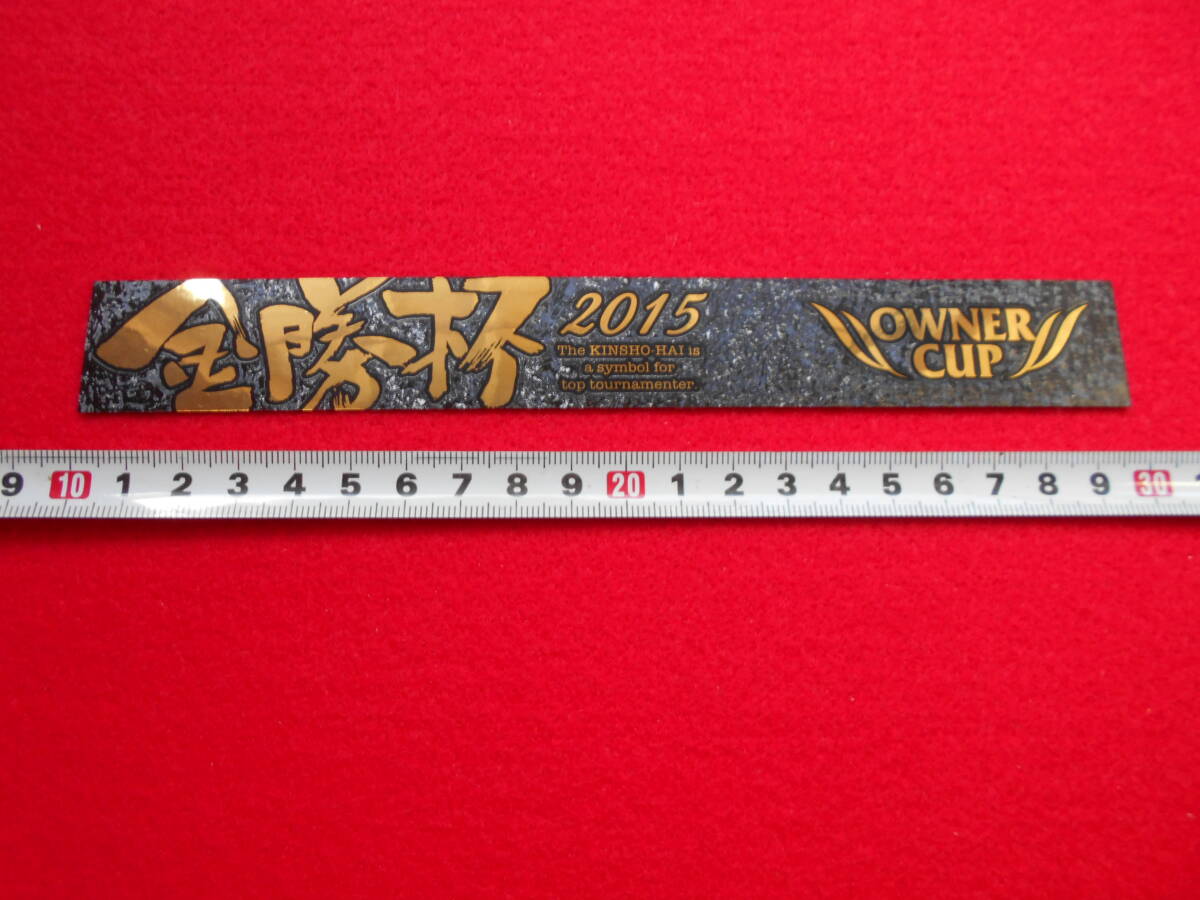 金勝杯
2015
The KINSHO-HAI is
a symbol for
top tournamenter.
OWNER
CUP
9 10 1 2 3 4 5 6 7 8 9 20 1 2 3 4 5 6 7 8 9 30 1